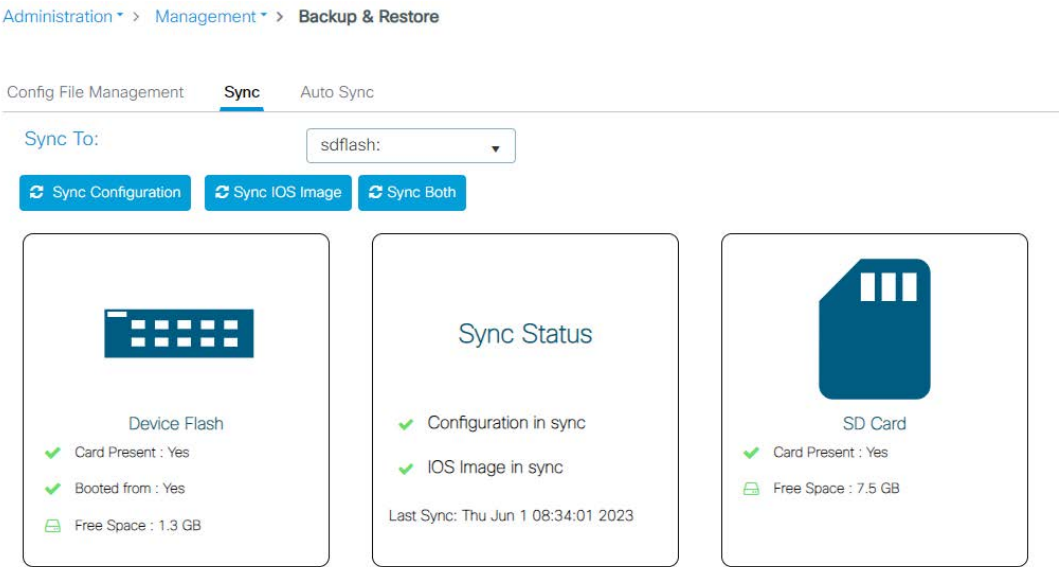 Administration > Management > Backup & Restore
Config File Management Sync Auto Sync
Sync To: sdflash:
Sync Configuration Sync IOS Image Sync Both
Device Flash
Card Present : Yes
Booted from : Yes
Free Space : 1.3 GB
Sync Status
Configuration in sync
IOS Image in sync
Last Sync: Thu Jun 1 08:34:01 2023
SD Card
Card Present : Yes
Free Space : 7.5 GB